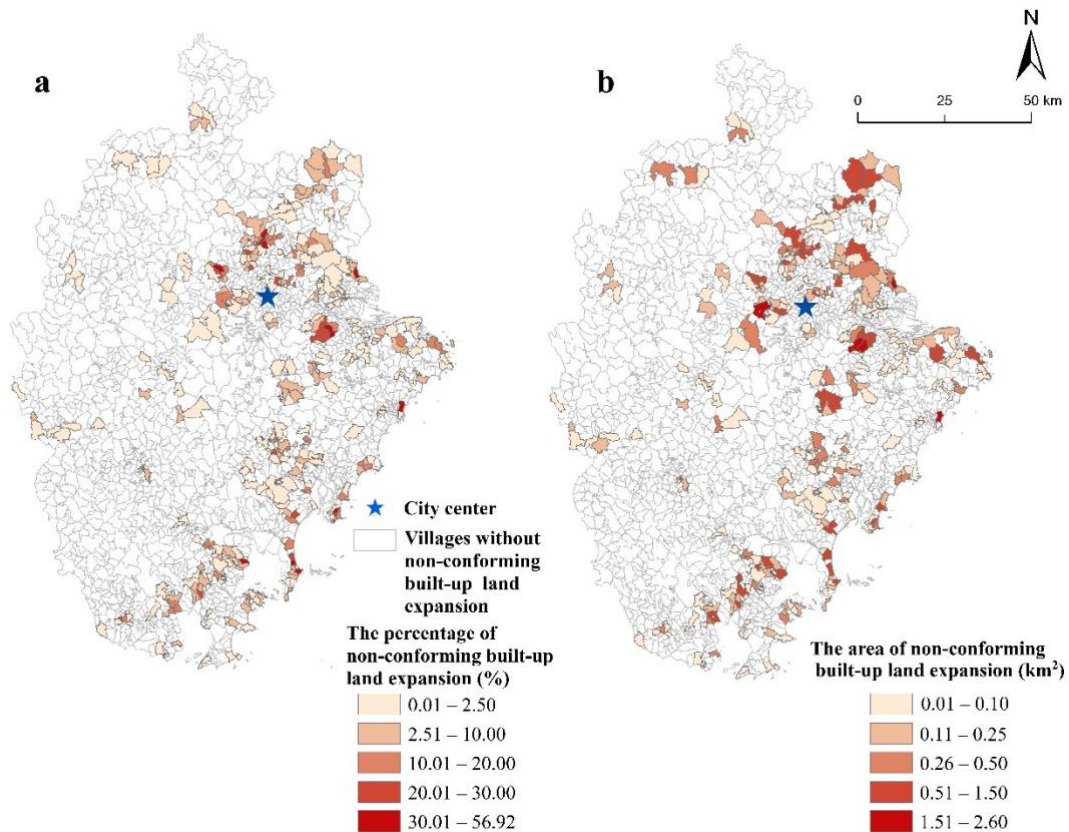 a
b
N
0 25 50 km
City center
Villages without
non-conforming
built-up land
expansion
The percentage of
non-conforming built-up
land expansion (%)
0.01 – 2.50
2.51 – 10.00
10.01 – 20.00
20.01 – 30.00
30.01 – 56.92
The area of non-conforming
built-up land expansion (km²)
0.01 – 0.10
0.11 – 0.25
0.26 – 0.50
0.51 – 1.50
1.51 – 2.60